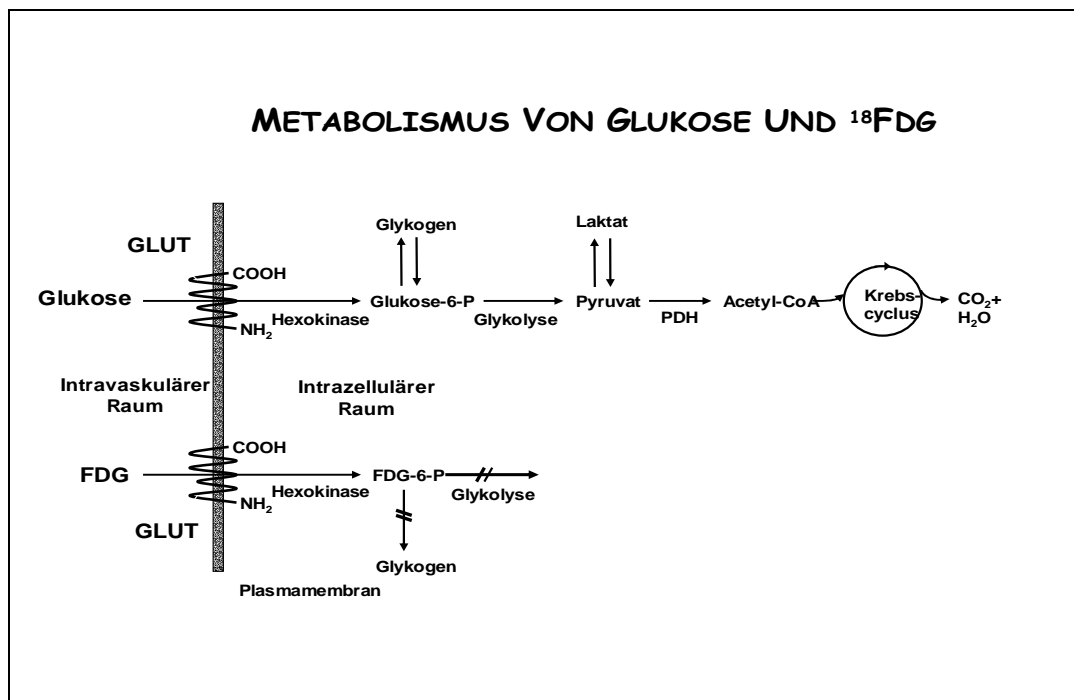 METABOLISMUS VON GLUKOSE UND ¹⁸FDG
Glykogen
Laktat
GLUT
COOH
Glukose
Glukose-6-P
Pyruvat
Acetyl-CoA
Krebs-
cyclus
CO₂+
H₂O
Hexokinase
Glykolyse
PDH
NH₂
Intravaskulärer
Raum
Intrazellulärer
Raum
COOH
FDG
FDG-6-P
Hexokinase
Glykolyse
NH₂
GLUT
Glykogen
Plasmamembran